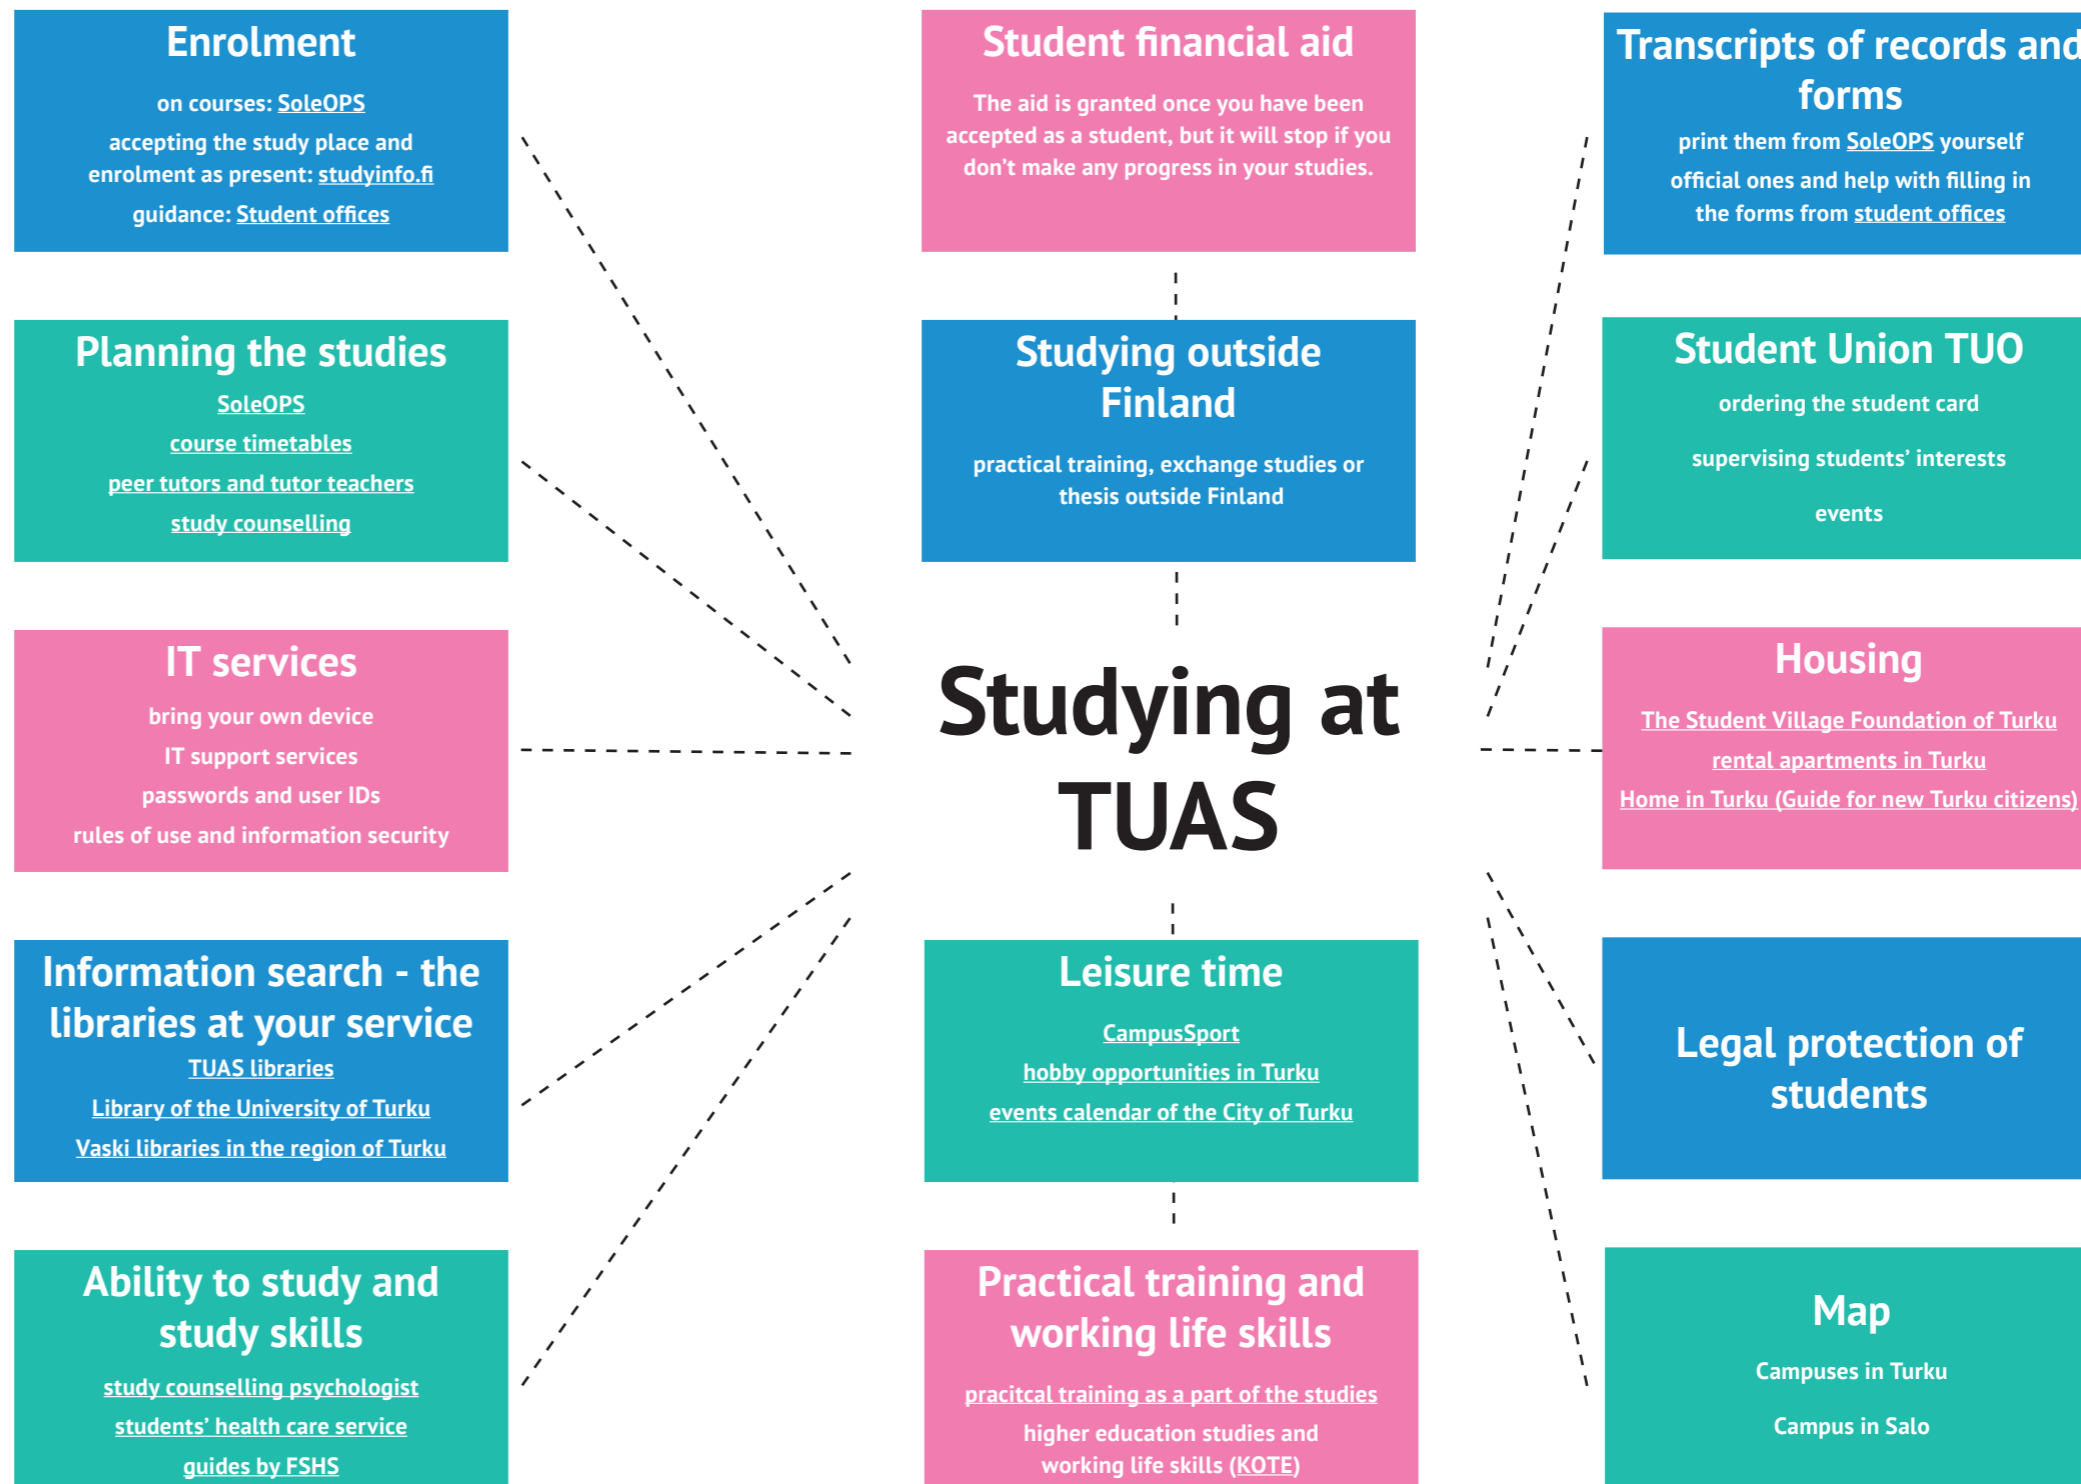 Enrolment
on courses: SoleOPS
accepting the study place and
enrolment as present: studyinfo.fi
guidance: Student offices
Planning the studies
SoleOPS
course timetables
peer tutors and tutor teachers
study counselling
IT services
bring your own device
IT support services
passwords and user IDs
rules of use and information security
Information search - the
libraries at your service
TUAS libraries
Library of the University of Turku
Vaski libraries in the region of Turku
Ability to study and
study skills
study counselling psychologist
students’ health care service
guides by FSHS
Student financial aid
The aid is granted once you have been
accepted as a student, but it will stop if you
don’t make any progress in your studies.
Studying outside
Finland
practical training, exchange studies or
thesis outside Finland
Studying at
TUAS
Leisure time
CampusSport
hobby opportunities in Turku
events calendar of the City of Turku
Practical training and
working life skills
pracitcal training as a part of the studies
higher education studies and
working life skills (KOTE)
Transcripts of records and
forms
print them from SoleOPS yourself
official ones and help with filling in
the forms from student offices
Student Union TUO
ordering the student card
supervising students’ interests
events
Housing
The Student Village Foundation of Turku
rental apartments in Turku
Home in Turku (Guide for new Turku citizens)
Legal protection of
students
Map
Campuses in Turku
Campus in Salo